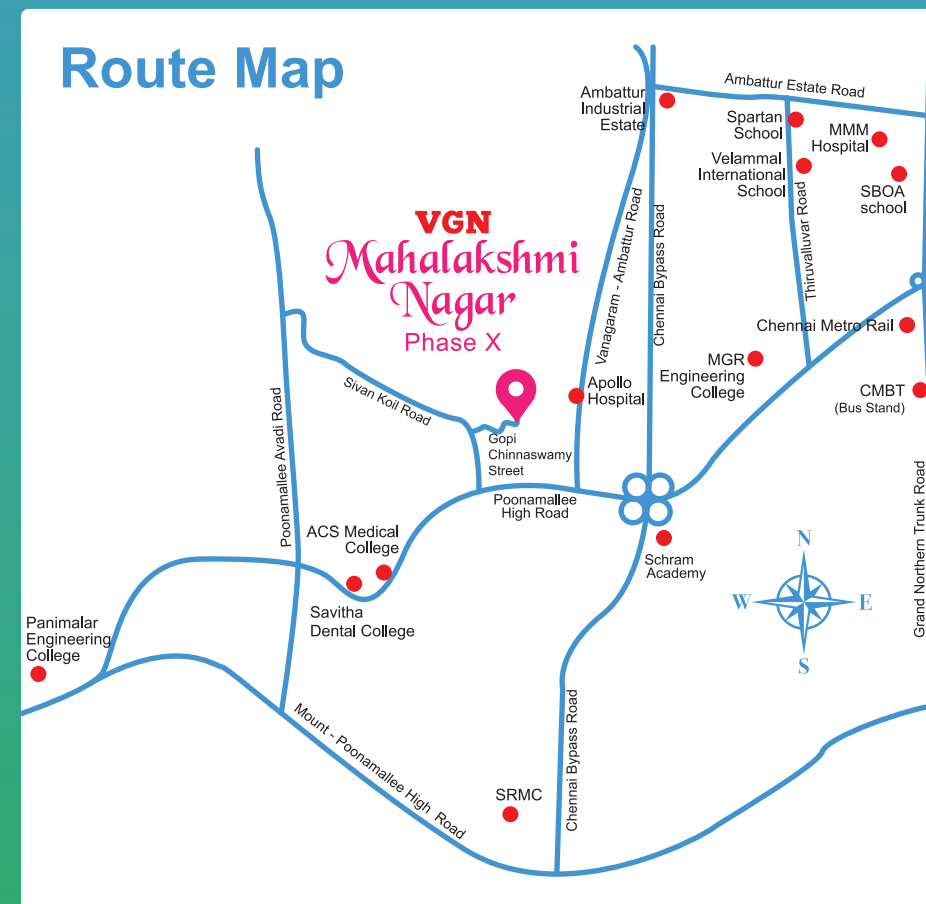 Route Map
Ambattur Estate Road
Ambattur
Industrial
Estate
Spartan
School
MMM
Hospital
Velammal
International
School
SBOA
school
VGN
Mahalakshmi
Nagar
Phase X
Vanagaram - Ambattur Road
Chennai Bypass Road
Thiruvalluvar Road
Chennai Metro Rail
MGR
Engineering
College
CMBT
(Bus Stand)
Apollo
Hospital
Sivan Koil Road
Poonamallee Avadi Road
Gopi
Chinnaswamy
Street
Poonamallee
High Road
Grand Northern Trunk Road
ACS Medical
College
Schram
Academy
N
W
E
S
Savitha
Dental College
Panimalar
Engineering
College
Mount - Poonamallee High Road
Chennai Bypass Road
SRMC